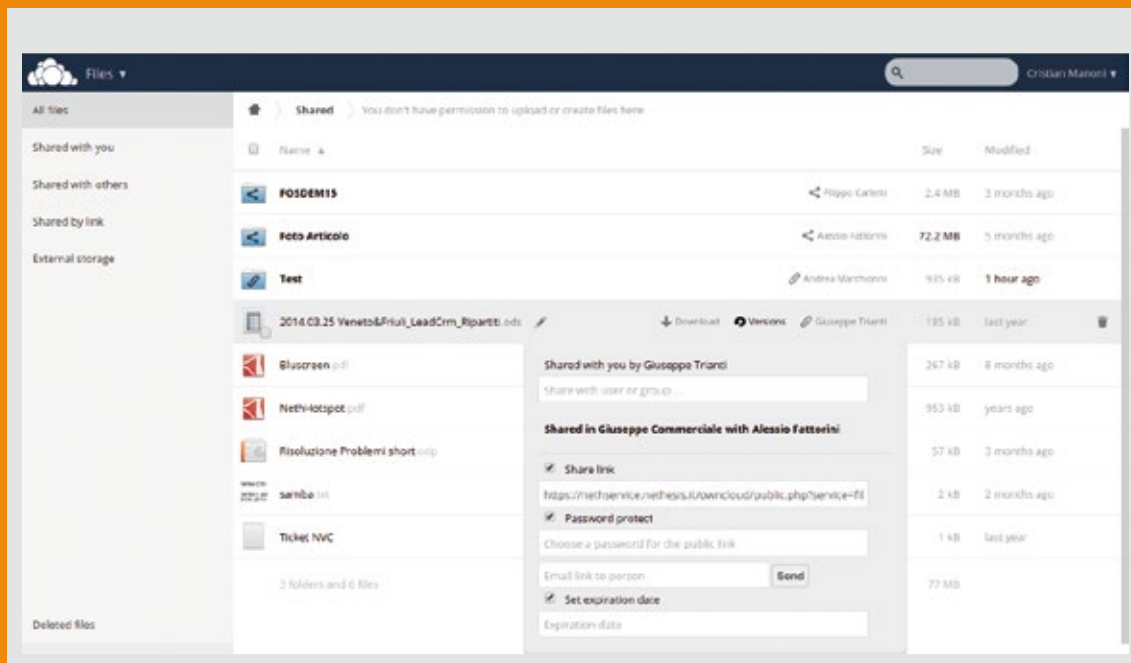 Files ▾
Cristian Manoni ▾
All files
Shared
You don't have permission to upload or create files here
Shared with you
Name ▴ Size Modified
Shared with others
FOSDEM15 Filippo Carletti 2.4 MB 3 months ago
Shared by link
Foto Articolo Alessio Fattorini 72.2 MB 5 months ago
External storage
Test Andrea Marchionni 935 kB 1 hour ago
2014.03.25 Veneto&Friuli_LeadCrm_Ripartiti.ods Download Versions Giuseppe Trianti 185 kB last year
Bluscreen.pdf 267 kB 8 months ago
Shared with you by Giuseppe Trianti
Share with user or group ...
NethHotspot.pdf 953 kB years ago
Shared in Giuseppe Commerciale with Alessio Fattorini
Risoluzione Problemi short.odp 57 kB 3 months ago
Share link
samba.txt 2 kB 2 months ago
https://nethservice.nethesis.it/owncloud/public.php?service=fil
Password protect
Ticket NVC 1 kB last year
Choose a password for the public link
Email link to person Send
3 folders and 6 files 77 MB
Set expiration date
Deleted files
Expiration date